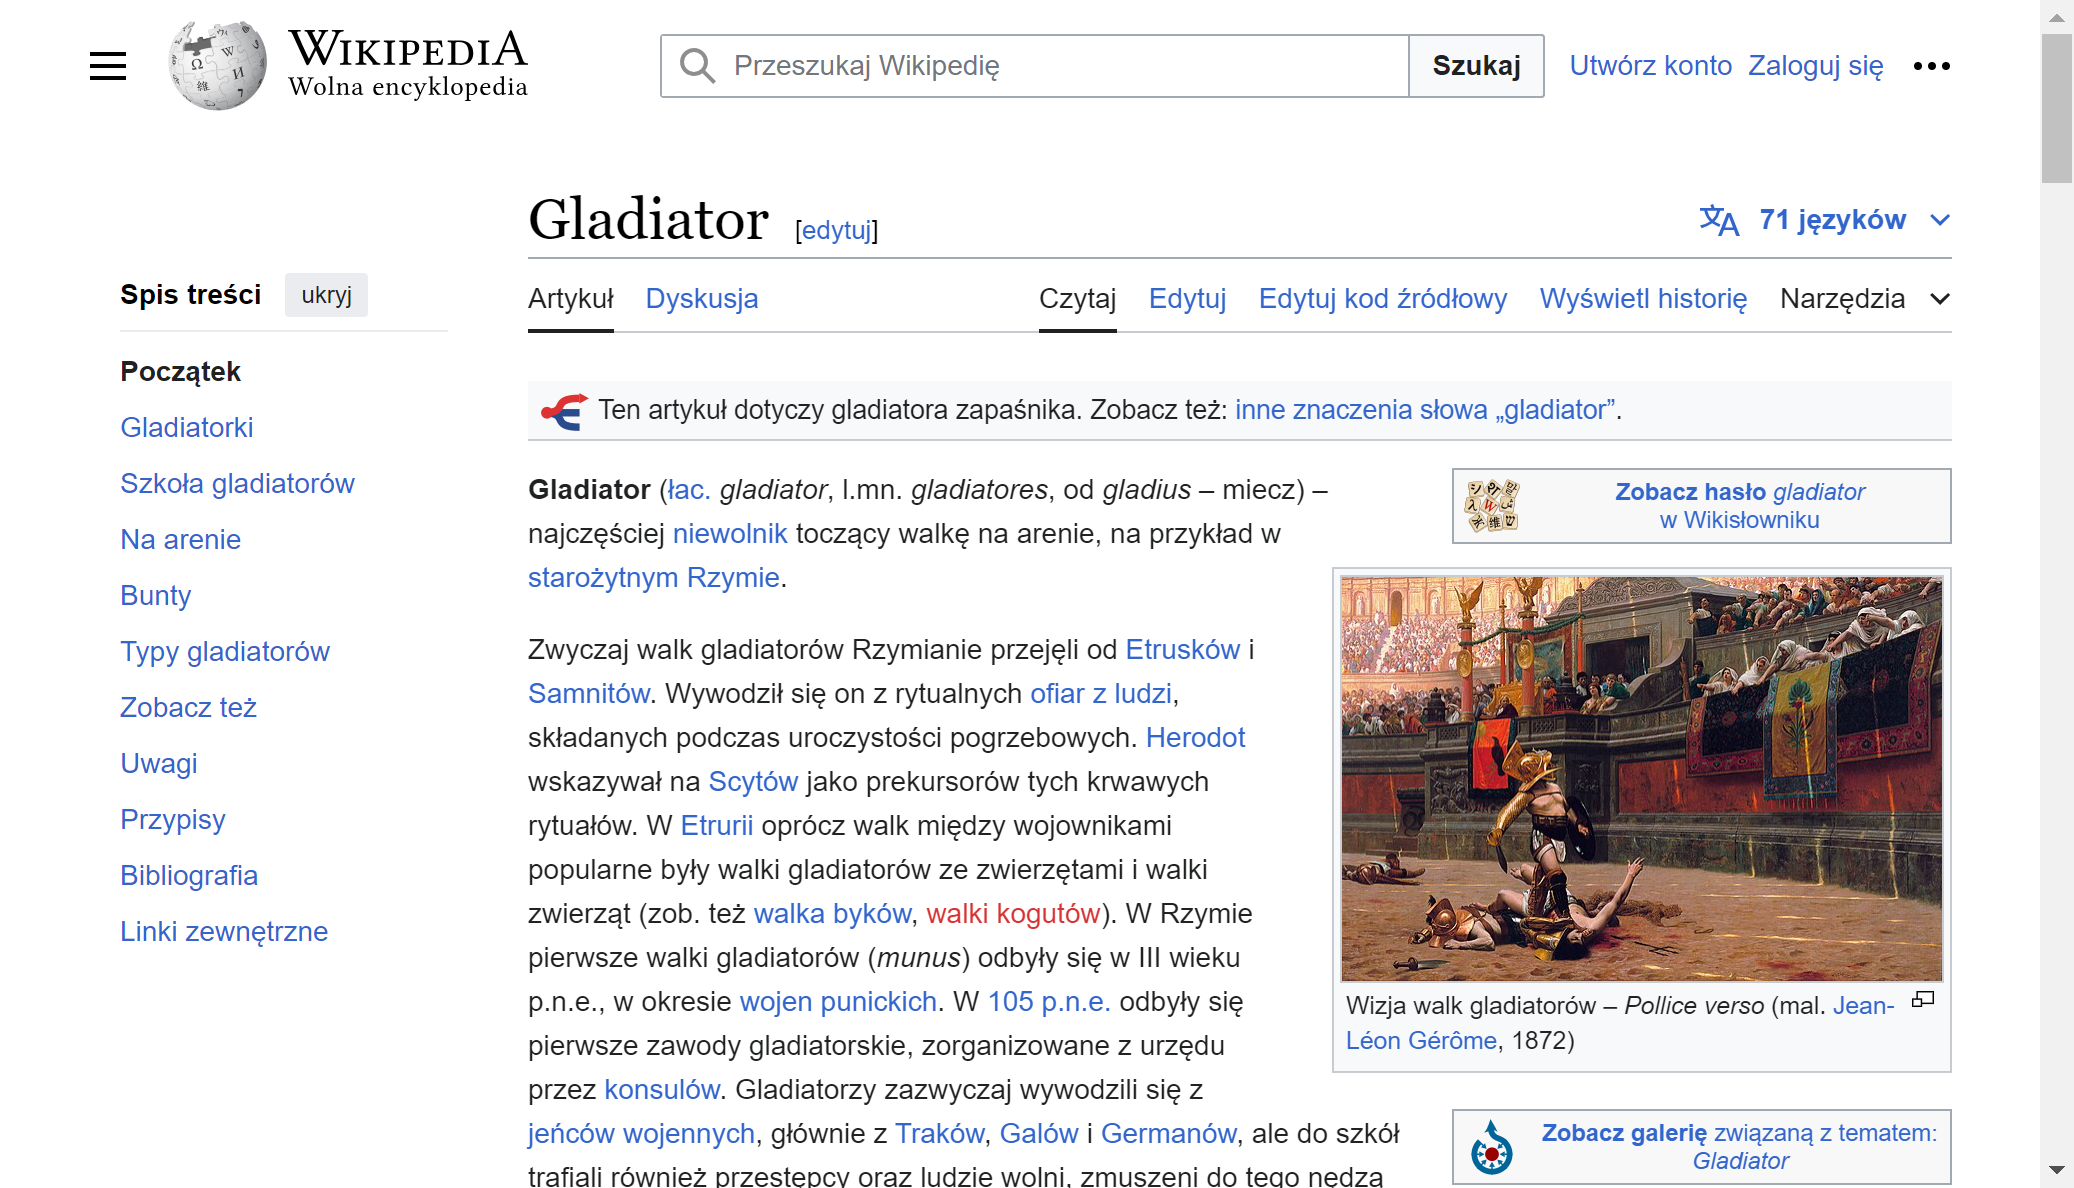 WIKIPEDIA
Wolna encyklopedia
Przeszukaj Wikipedię
Szukaj
Utwórz konto Zaloguj się
Gladiator [edytuj]
71 języków
Spis treści ukryj
Początek
Gladiatorki
Szkoła gladiatorów
Na arenie
Bunty
Typy gladiatorów
Zobacz też
Uwagi
Przypisy
Bibliografia
Linki zewnętrzne
Artykuł Dyskusja Czytaj Edytuj Edytuj kod źródłowy Wyświetl historię Narzędzia
Ten artykuł dotyczy gladiatora zapaśnika. Zobacz też: inne znaczenia słowa „gladiator”.
Gladiator (łac. gladiator, l.mn. gladiatores, od gladius – miecz) –
najczęściej niewolnik toczący walkę na arenie, na przykład w
starożytnym Rzymie.
Zwyczaj walk gladiatorów Rzymianie przejęli od Etrusków i
Samnitów. Wywodził się on z rytualnych ofiar z ludzi,
składanych podczas uroczystości pogrzebowych. Herodot
wskazywał na Scytów jako prekursorów tych krwawych
rytuałów. W Etrurii oprócz walk między wojownikami
popularne były walki gladiatorów ze zwierzętami i walki
zwierząt (zob. też walka byków, walki kogutów). W Rzymie
pierwsze walki gladiatorów (munus) odbyły się w III wieku
p.n.e., w okresie wojen punickich. W 105 p.n.e. odbyły się
pierwsze zawody gladiatorskie, zorganizowane z urzędu
przez konsulów. Gladiatorzy zazwyczaj wywodzili się z
jeńców wojennych, głównie z Traków, Galów i Germanów, ale do szkół
trafiali również przestępcy oraz ludzie wolni, zmuszeni do tego nędzą
Zobacz hasło gladiator
w Wikisłowniku
Wizja walk gladiatorów – Pollice verso (mal. Jean-
Léon Gérôme, 1872)
Zobacz galerię związaną z tematem:
Gladiator